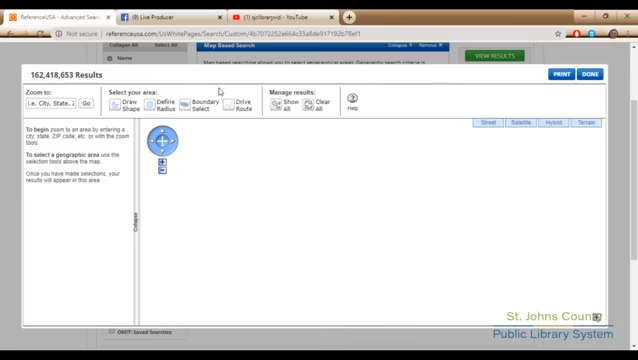 ReferenceUSA - Advanced Searc
Live Producer
sjclibraryvid - YouTube
Not secure
referenceusa.com/UsWhitePages/Search/Custom/4b7072252a664c33a8de917192b78ef1
Collapse All
Select All
Map Based Search
Collapse
Remove
VIEW RESULTS
Name
162,418,653 Results
PRINT
DONE
Zoom to:
Select your area:
Manage results:
i.e. City, State, Z
Go
Draw Shape
Define Radius
Boundary Select
Drive Route
Show All
Clear All
Help
Street
Satellite
Hybrid
Terrain
To begin zoom to an area by entering a
city, state, ZIP code, etc. or with the zoom
tools.
To select a geographic area use the
selection tools above the map.
Once you have made selections, your
results will appear in this area.
Collapse
St. Johns County
Public Library System
OMIT: Saved Searches